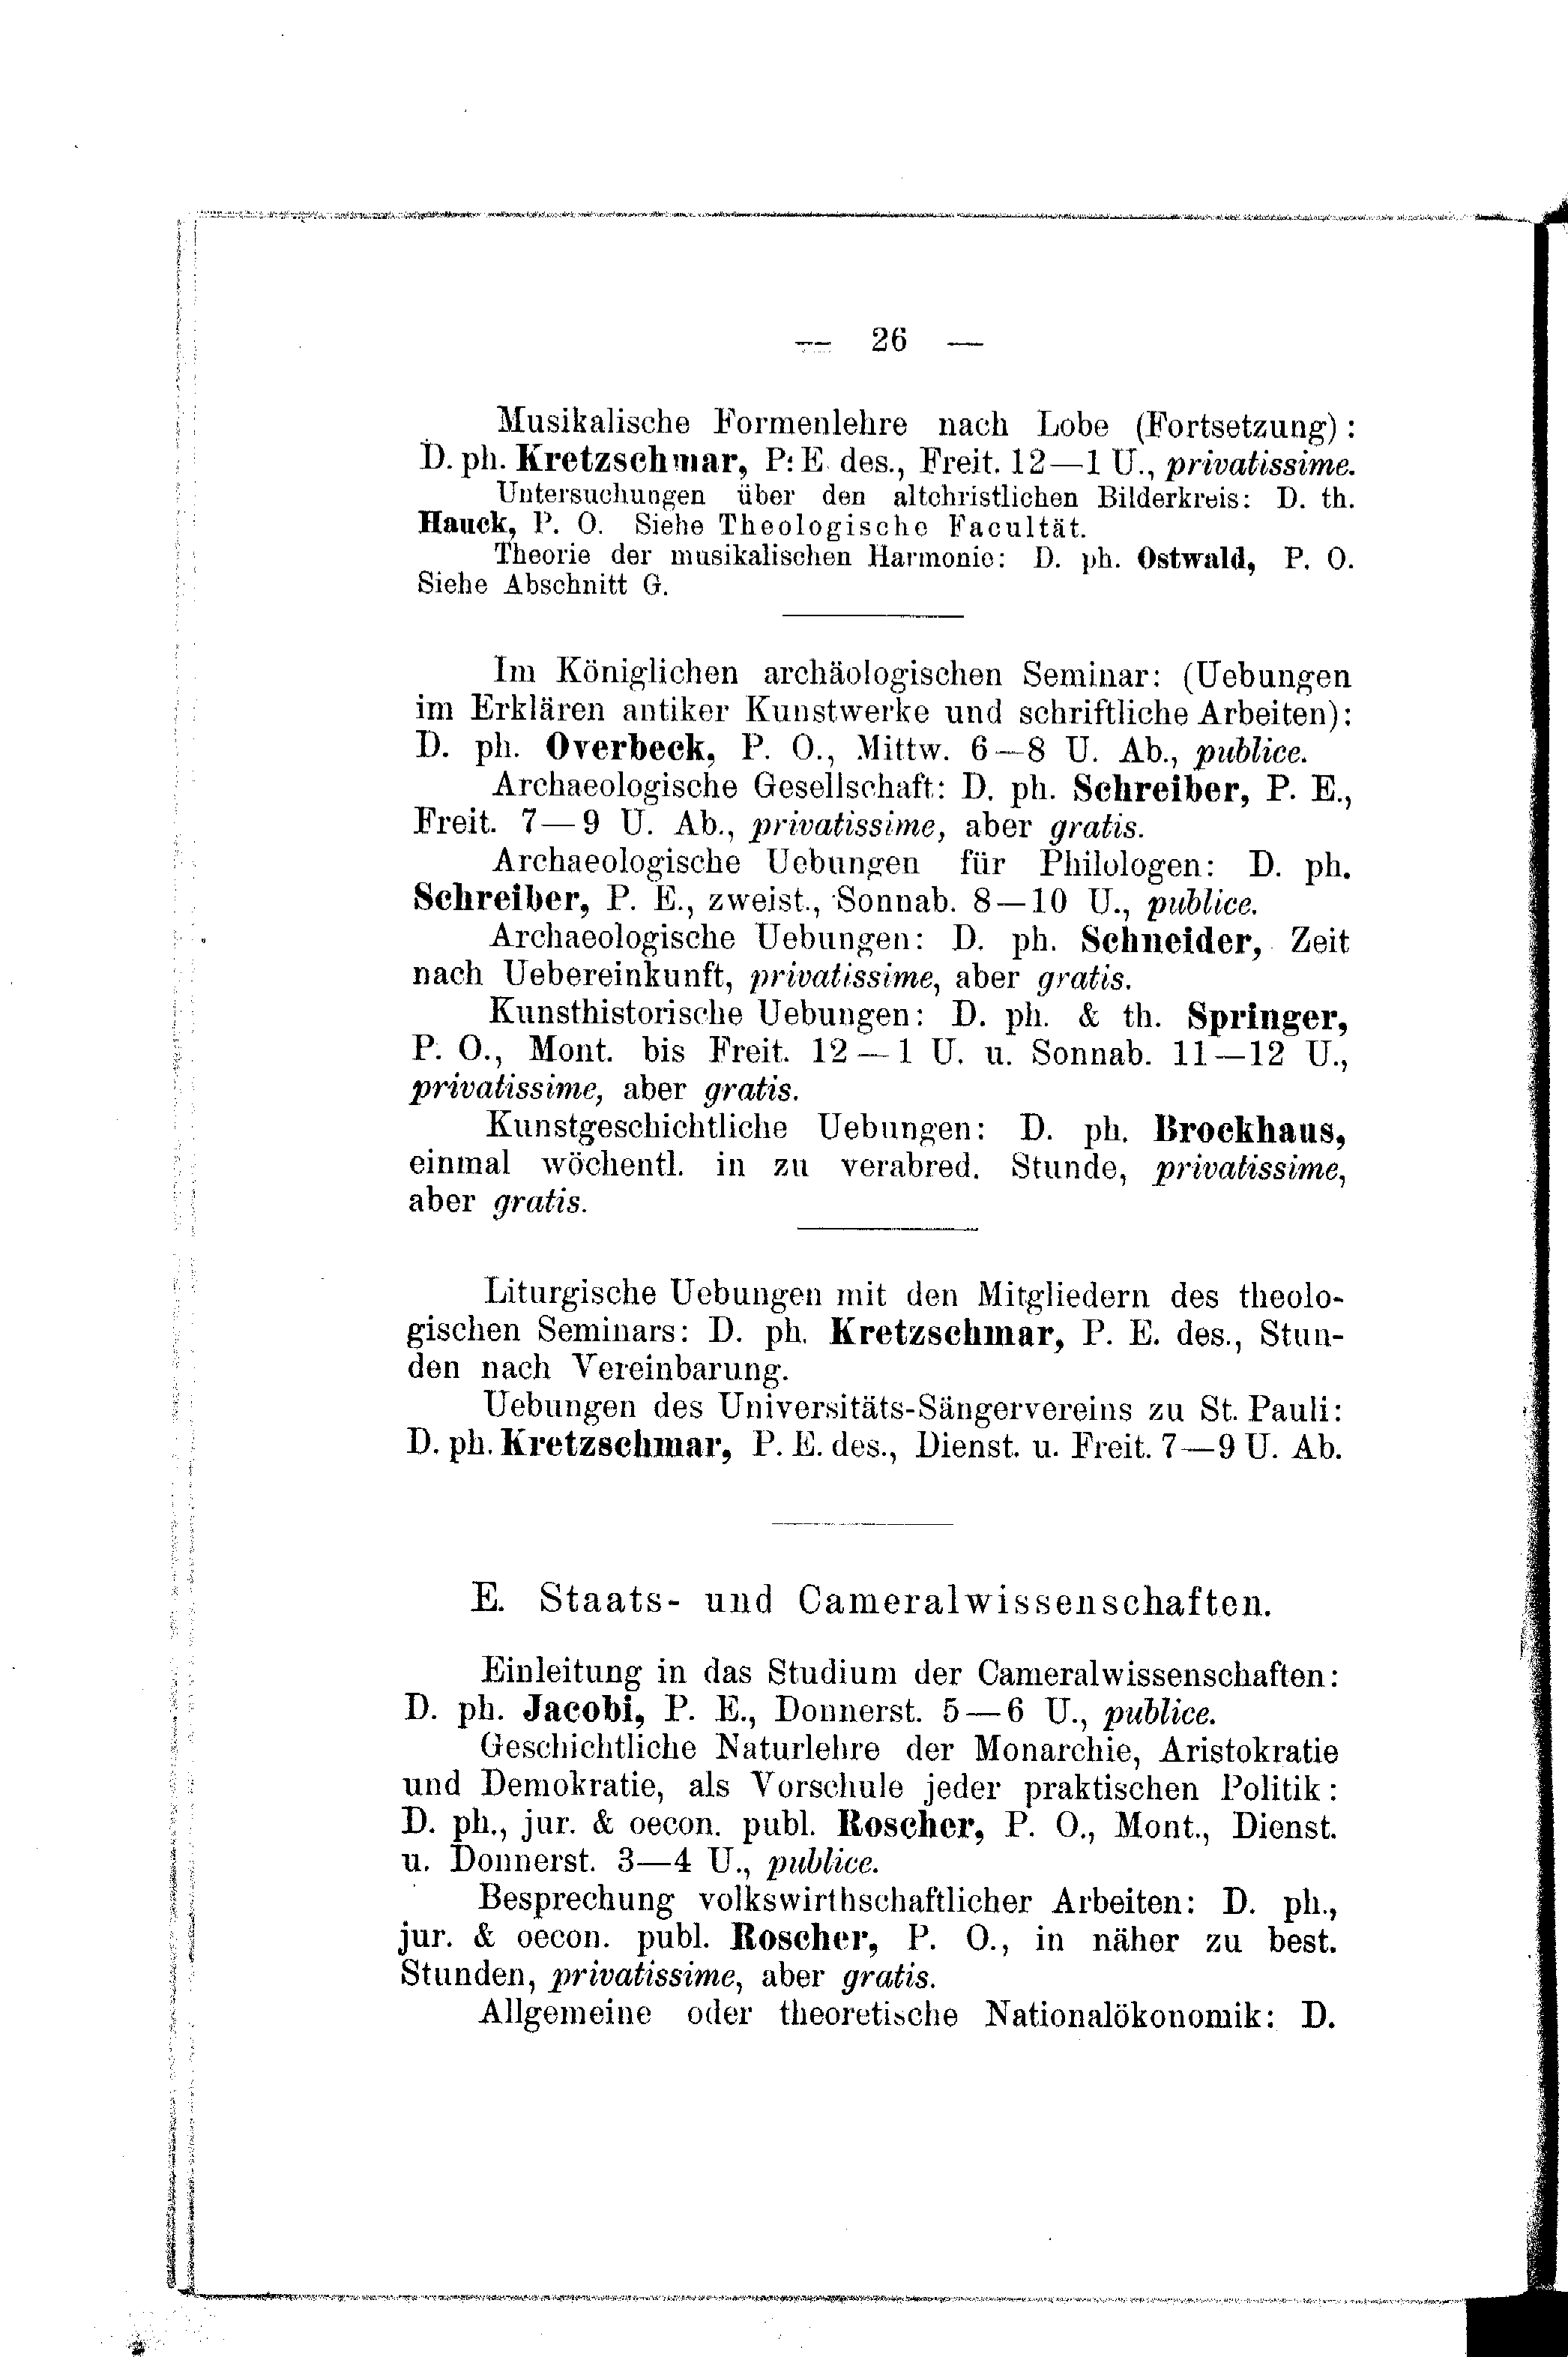 — 26 —
Musikalische Formenlehre nach Lobe (Fortsetzung):
D. ph. Kretzschmar, P. E. des., Freit. 12—1 U., privatissime.
Untersuchungen über den altchristlichen Bilderkreis: D. th.
Hauck, P. O. Siehe Theologische Facultät.
Theorie der musikalischen Harmonie: D. ph. Ostwald, P. O.
Siehe Abschnitt G.
Im Königlichen archäologischen Seminar: (Uebungen
im Erklären antiker Kunstwerke und schriftliche Arbeiten):
D. ph. Overbeck, P. O., Mittw. 6—8 U. Ab., publice.
Archaeologische Gesellschaft: D. ph. Schreiber, P. E.,
Freit. 7—9 U. Ab., privatissime, aber gratis.
Archaeologische Uebungen für Philologen: D. ph.
Schreiber, P. E., zweist., Sonnab. 8—10 U., publice.
Archaeologische Uebungen: D. ph. Schneider, Zeit
nach Uebereinkunft, privatissime, aber gratis.
Kunsthistorische Uebungen: D. ph. & th. Springer,
P. O., Mont. bis Freit. 12—1 U. u. Sonnab. 11—12 U.,
privatissime, aber gratis.
Kunstgeschichtliche Uebungen: D. ph. Brockhaus,
einmal wöchentl. in zu verabred. Stunde, privatissime,
aber gratis.
Liturgische Uebungen mit den Mitgliedern des theolo-
gischen Seminars: D. ph. Kretzschmar, P. E. des., Stun-
den nach Vereinbarung.
Uebungen des Universitäts-Sängervereins zu St. Pauli:
D. ph. Kretzschmar, P. E. des., Dienst. u. Freit. 7—9 U. Ab.
E. Staats- und Cameralwissenschaften.
Einleitung in das Studium der Cameralwissenschaften:
D. ph. Jacobi, P. E., Donnerst. 5—6 U., publice.
Geschichtliche Naturlehre der Monarchie, Aristokratie
und Demokratie, als Vorschule jeder praktischen Politik:
D. ph., jur. & oecon. publ. Roscher, P. O., Mont., Dienst.
u. Donnerst. 3—4 U., publice.
Besprechung volkswirthschaftlicher Arbeiten: D. ph.,
jur. & oecon. publ. Roscher, P. O., in näher zu best.
Stunden, privatissime, aber gratis.
Allgemeine oder theoretische Nationalökonomik: D.